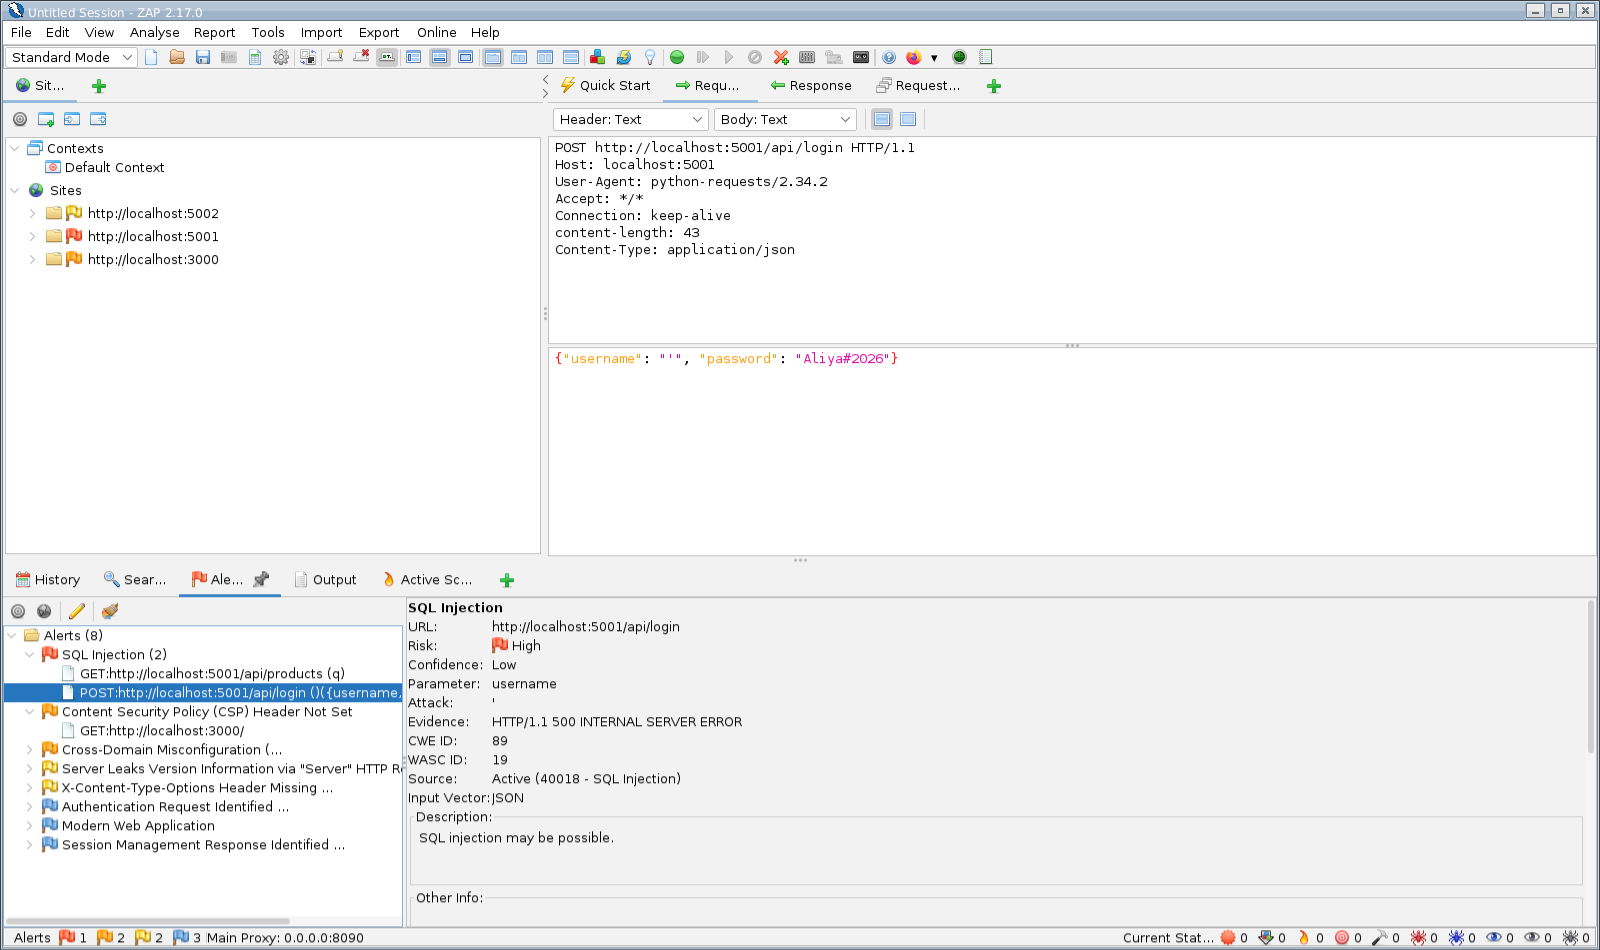 Untitled Session - ZAP 2.17.0
File Edit View Analyse Report Tools Import Export Online Help
Standard Mode
Sit...
Quick Start
Requ...
Response
Request...
Header: Text
Body: Text
Contexts
Default Context
Sites
http://localhost:5002
http://localhost:5001
http://localhost:3000
POST http://localhost:5001/api/login HTTP/1.1
Host: localhost:5001
User-Agent: python-requests/2.34.2
Accept: */*
Connection: keep-alive
content-length: 43
Content-Type: application/json
{"username": "'", "password": "Aliya#2026"}
History
Sear...
Ale...
Output
Active Sc...
Alerts (8)
SQL Injection (2)
GET:http://localhost:5001/api/products (q)
POST:http://localhost:5001/api/login ()({username,
Content Security Policy (CSP) Header Not Set
GET:http://localhost:3000/
Cross-Domain Misconfiguration (...
Server Leaks Version Information via "Server" HTTP R
X-Content-Type-Options Header Missing ...
Authentication Request Identified ...
Modern Web Application
Session Management Response Identified ...
SQL Injection
URL: http://localhost:5001/api/login
Risk: High
Confidence: Low
Parameter: username
Attack: '
Evidence: HTTP/1.1 500 INTERNAL SERVER ERROR
CWE ID: 89
WASC ID: 19
Source: Active (40018 - SQL Injection)
Input Vector: JSON
Description:
SQL injection may be possible.
Other Info:
Alerts 1 2 2 3 Main Proxy: 0.0.0.0:8090
Current Stat... 0 0 0 0 0 0 0 0 0 0